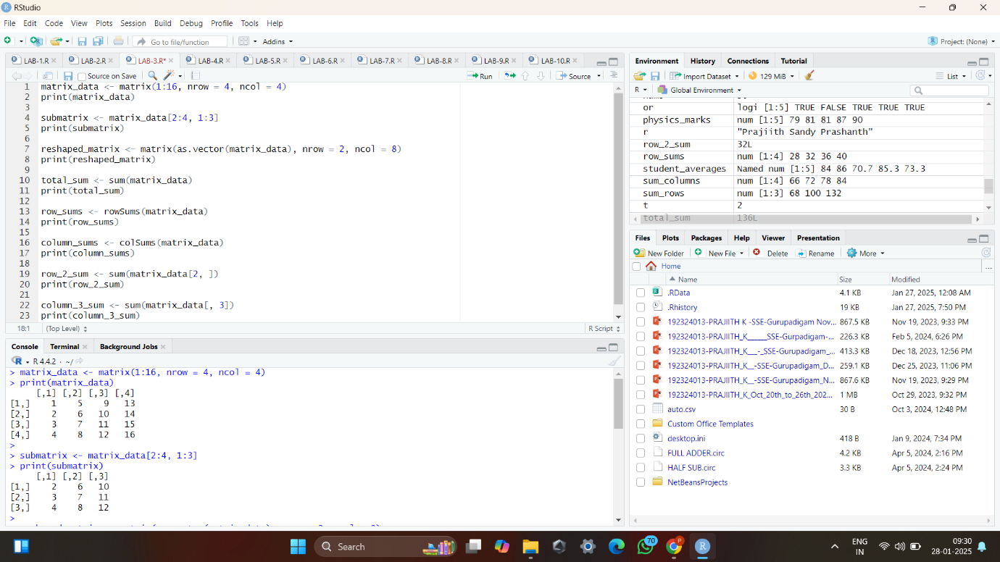 RStudio
File Edit Code View Plots Session Build Debug Profile Tools Help
Go to file/function Addins Project: (None)
LAB-1.R LAB-2.R LAB-3.R* LAB-4.R LAB-5.R LAB-6.R LAB-7.R LAB-8.R LAB-9.R LAB-10.R
Source on Save Run Source
1 matrix_data <- matrix(1:16, nrow = 4, ncol = 4)
2 print(matrix_data)
3
4 submatrix <- matrix_data[2:4, 1:3]
5 print(submatrix)
6
7 reshaped_matrix <- matrix(as.vector(matrix_data), nrow = 2, ncol = 8)
8 print(reshaped_matrix)
9
10 total_sum <- sum(matrix_data)
11 print(total_sum)
12
13 row_sums <- rowSums(matrix_data)
14 print(row_sums)
15
16 column_sums <- colSums(matrix_data)
17 print(column_sums)
18
19 row_2_sum <- sum(matrix_data[2, ])
20 print(row_2_sum)
21
22 column_3_sum <- sum(matrix_data[, 3])
23 print(column_3_sum)
18:1 (Top Level) R Script
Console Terminal Background Jobs
R 4.4.2 · ~/
> matrix_data <- matrix(1:16, nrow = 4, ncol = 4)
> print(matrix_data)
[,1] [,2] [,3] [,4]
[1,] 1 5 9 13
[2,] 2 6 10 14
[3,] 3 7 11 15
[4,] 4 8 12 16
>
> submatrix <- matrix_data[2:4, 1:3]
> print(submatrix)
[,1] [,2] [,3]
[1,] 2 6 10
[2,] 3 7 11
[3,] 4 8 12
>
Environment History Connections Tutorial
Import Dataset 129 MiB List
R Global Environment
or logi [1:5] TRUE FALSE TRUE TRUE TRUE
physics_marks num [1:5] 79 81 81 87 90
r "Prajiith Sandy Prashanth"
row_2_sum 32L
row_sums num [1:4] 28 32 36 40
student_averages Named num [1:5] 84 86 70.7 85.3 73.3
sum_columns num [1:4] 66 72 78 84
sum_rows num [1:3] 68 100 132
t 2
total_sum 136L
Files Plots Packages Help Viewer Presentation
New Folder New File Delete Rename More
Home ...
Name Size Modified
.RData 4.1 KB Jan 27, 2025, 12:08 AM
.Rhistory 19 KB Jan 27, 2025, 7:50 PM
192324013-PRAJIITH K -SSE-Gurupadigam Nov... 867.5 KB Nov 19, 2023, 9:33 PM
192324013-PRAJIITH_K_____SSE-Gurpadigam-... 226.3 KB Feb 5, 2024, 6:26 PM
192324013-PRAJIITH_K___-_SSE-Gurupadigam_... 413.3 KB Dec 18, 2023, 12:56 PM
192324013-PRAJIITH_K__-SSE-Gurupadigam_D... 259.1 KB Dec 25, 2023, 11:06 PM
192324013-PRAJIITH_K__-SSE-Gurupadigam_N... 867.6 KB Nov 19, 2023, 9:29 PM
192324013-PRAJIITH_K_Oct_20th_to_26th_202... 1 MB Oct 29, 2023, 9:32 PM
auto.csv 30 B Oct 3, 2024, 12:48 PM
Custom Office Templates
desktop.ini 418 B Jan 9, 2024, 7:34 PM
FULL ADDER.circ 4.2 KB Apr 5, 2024, 2:16 PM
HALF SUB.circ 3.3 KB Apr 5, 2024, 2:24 PM
NetBeansProjects
Search 70 ENG 09:30
IN 28-01-2025